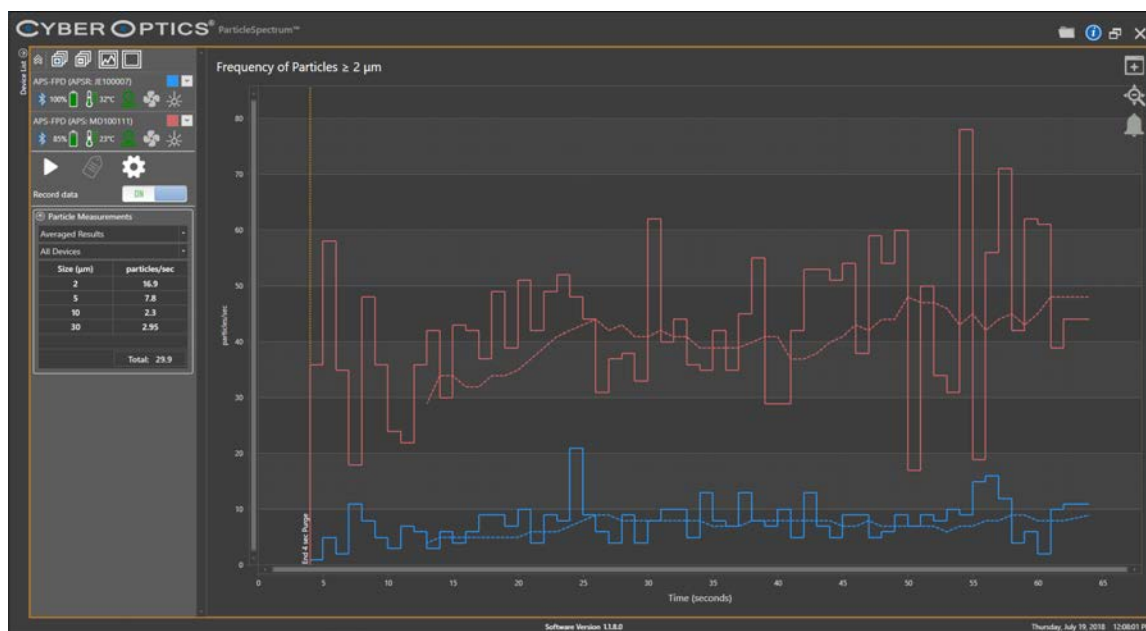 CYBEROPTICS® ParticleSpectrum™
Device List
APS-FPD (APSR: JE100007)
100% 32°C
APS-FPD (APS: MD100111)
85% 23°C
Record data ON
Particle Measurements
Averaged Results
All Devices
Size (µm) particles/sec
2 16.9
5 7.8
10 2.3
30 2.95
Total: 29.9
Frequency of Particles ≥ 2 µm
particles/sec
80
70
60
50
40
30
20
10
0
End 4 sec Purge
0 5 10 15 20 25 30 35 40 45 50 55 60 65
Time (seconds)
Software Version 1.1.8.0
Thursday, July 19, 2018 12:08:01